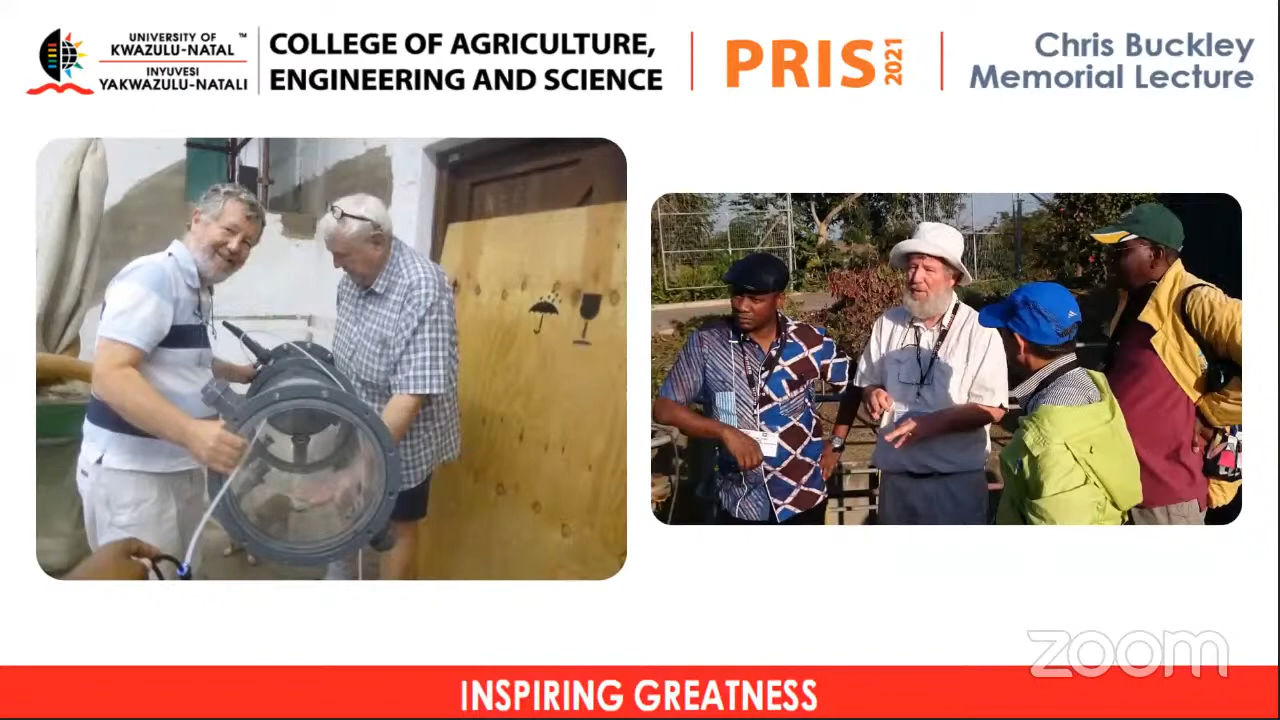 UNIVERSITY OF ™
KWAZULU-NATAL
INYUVESI
YAKWAZULU-NATALI
COLLEGE OF AGRICULTURE,
ENGINEERING AND SCIENCE
PRIS 2021
Chris Buckley
Memorial Lecture
zoom
INSPIRING GREATNESS